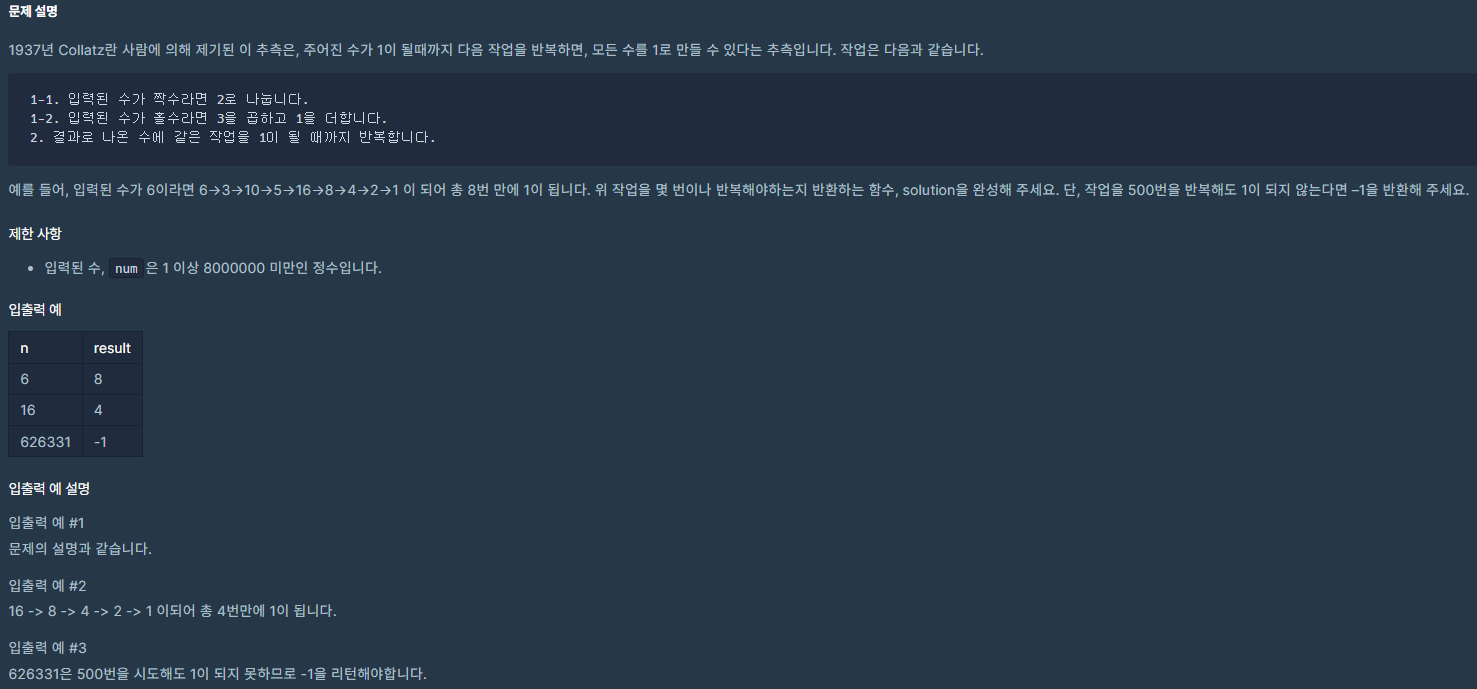 문제 설명
1937년 Collatz란 사람에 의해 제기된 이 추측은, 주어진 수가 1이 될때까지 다음 작업을 반복하면, 모든 수를 1로 만들 수 있다는 추측입니다. 작업은 다음과 같습니다.
1-1. 입력된 수가 짝수라면 2로 나눕니다.
1-2. 입력된 수가 홀수라면 3을 곱하고 1을 더합니다.
2. 결과로 나온 수에 같은 작업을 1이 될 때까지 반복합니다.
예를 들어, 입력된 수가 6이라면 6→3→10→5→16→8→4→2→1 이 되어 총 8번 만에 1이 됩니다. 위 작업을 몇 번이나 반복해야하는지 반환하는 함수, solution을 완성해 주세요. 단, 작업을 500번을 반복해도 1이 되지 않는다면 –1을 반환해 주세요.
제한 사항
• 입력된 수, num 은 1 이상 8000000 미만인 정수입니다.
입출력 예
n result
6 8
16 4
626331 -1
입출력 예 설명
입출력 예 #1
문제의 설명과 같습니다.
입출력 예 #2
16 -> 8 -> 4 -> 2 -> 1 이되어 총 4번만에 1이 됩니다.
입출력 예 #3
626331은 500번을 시도해도 1이 되지 못하므로 -1을 리턴해야합니다.